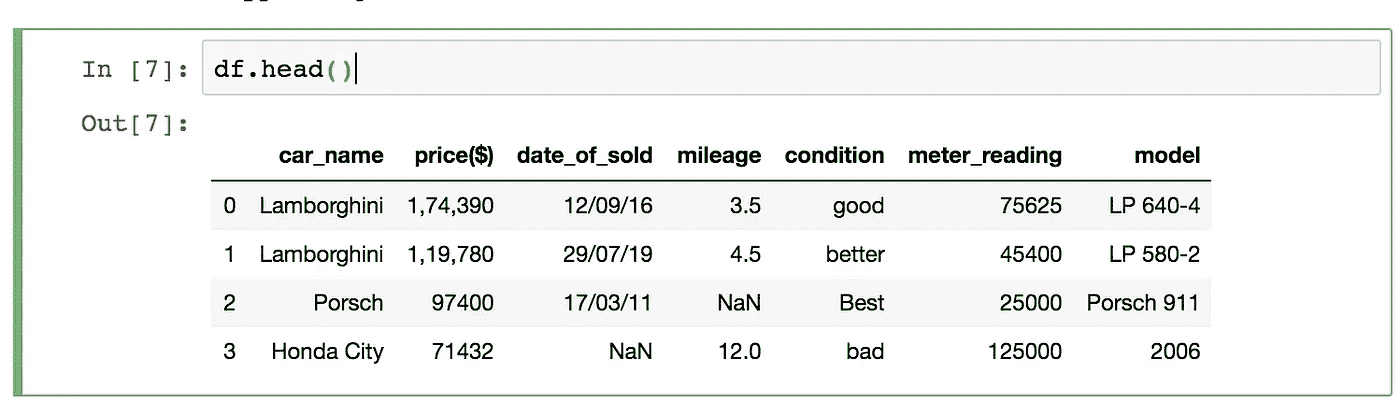 In [7]: df.head()
Out[7]:
car_name price($) date_of_sold mileage condition meter_reading model
0 Lamborghini 1,74,390 12/09/16 3.5 good 75625 LP 640-4
1 Lamborghini 1,19,780 29/07/19 4.5 better 45400 LP 580-2
2 Porsch 97400 17/03/11 NaN Best 25000 Porsch 911
3 Honda City 71432 NaN 12.0 bad 125000 2006